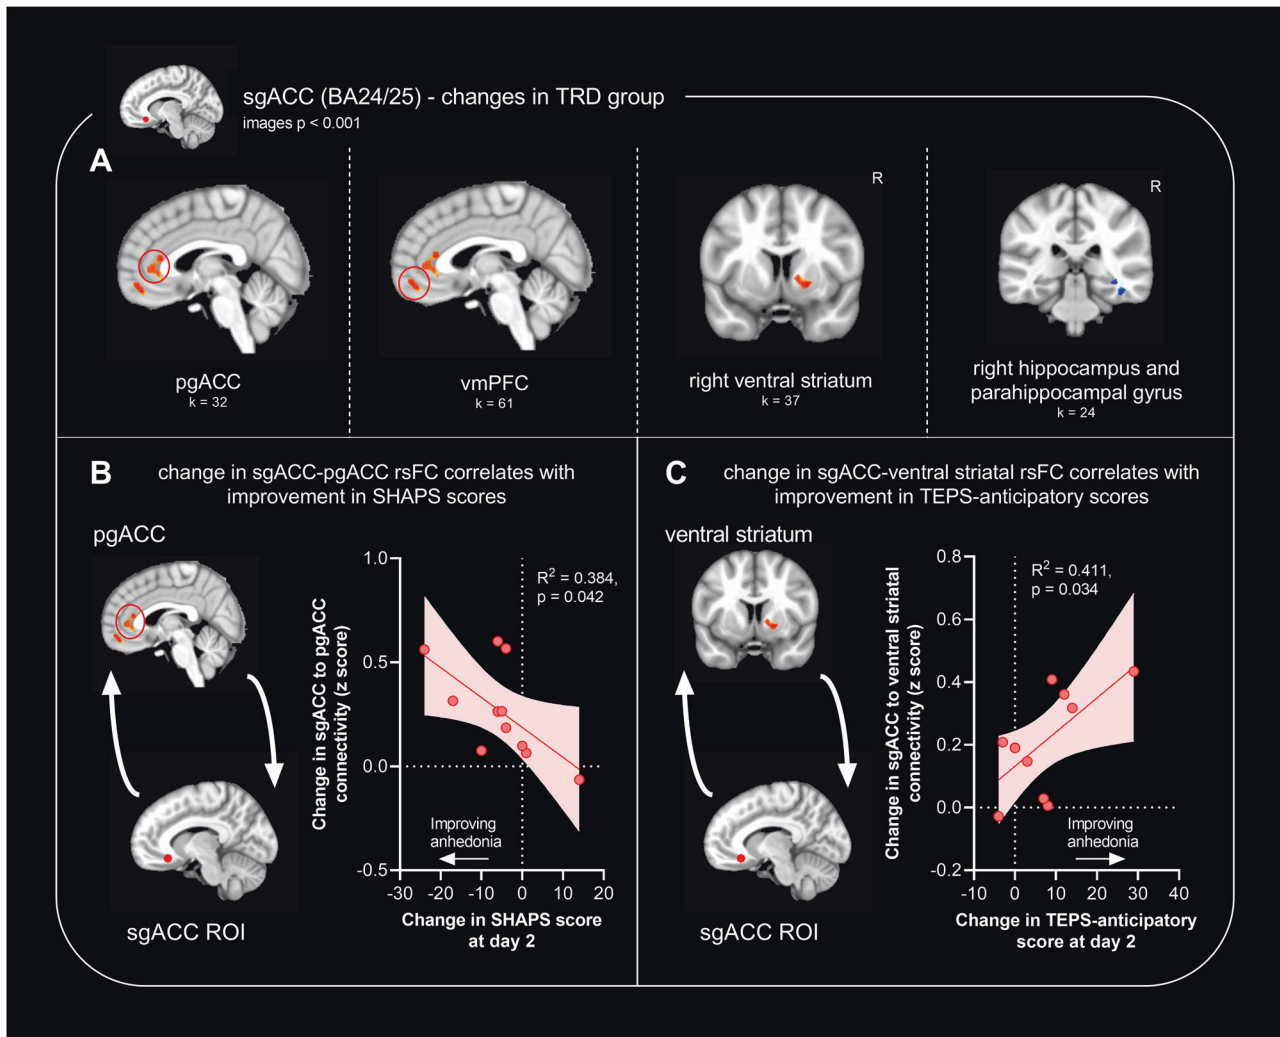 sgACC (BA24/25) - changes in TRD group
images p < 0.001
A
pgACC
k = 32
vmPFC
k = 61
R
right ventral striatum
k = 37
R
right hippocampus and
parahippocampal gyrus
k = 24
B
change in sgACC-pgACC rsFC correlates with
improvement in SHAPS scores
pgACC
sgACC ROI
Change in sgACC to pgACC
connectivity (z score)
1.0
0.5
0.0
-0.5
R² = 0.384,
p = 0.042
Improving
anhedonia
-30 -20 -10 0 10 20
Change in SHAPS score
at day 2
C
change in sgACC-ventral striatal rsFC correlates with
improvement in TEPS-anticipatory scores
ventral striatum
sgACC ROI
Change in sgACC to ventral striatal
connectivity (z score)
0.8
0.6
0.4
0.2
0.0
-0.2
R² = 0.411,
p = 0.034
Improving
anhedonia
-10 0 10 20 30 40
Change in TEPS-anticipatory
score at day 2